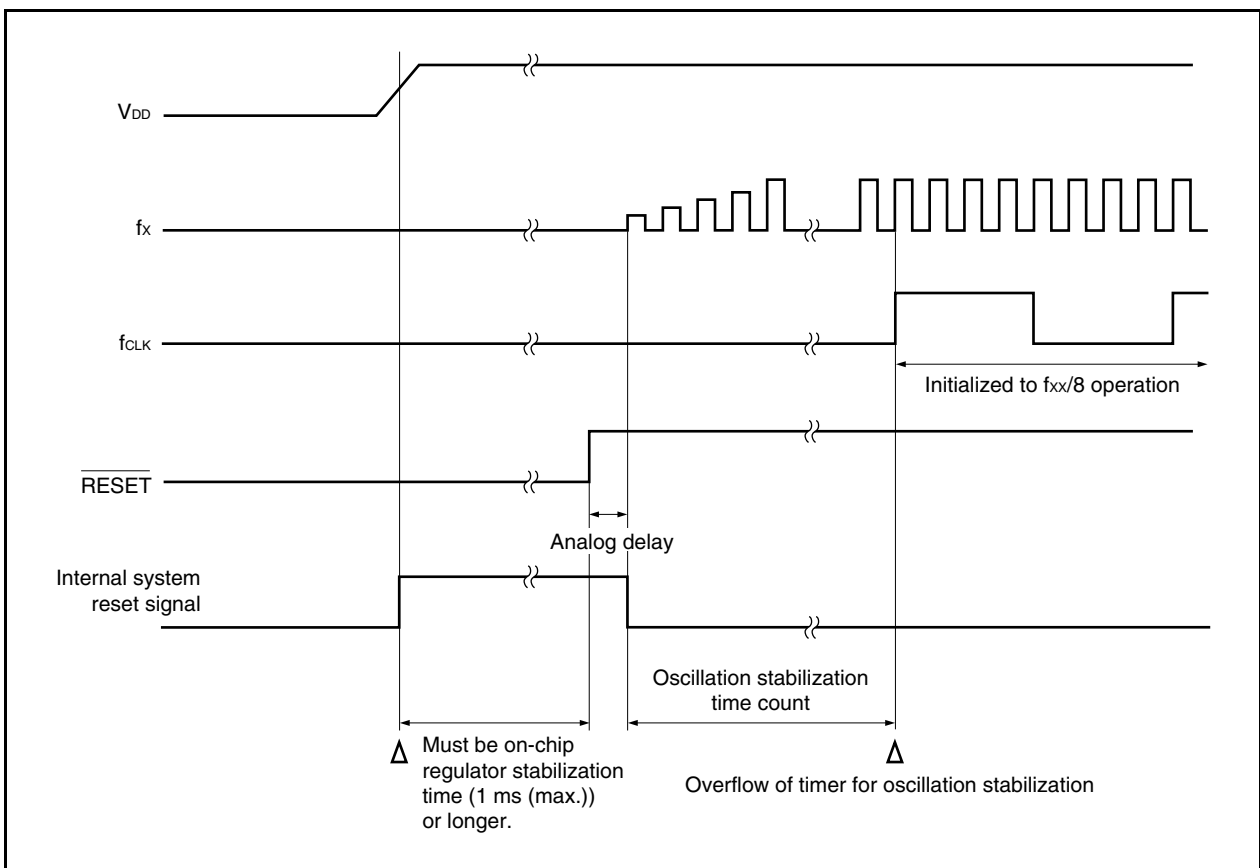 VDD
fX
fCLK
Initialized to fXX/8 operation
RESET
Analog delay
Internal system
reset signal
Oscillation stabilization
time count
Must be on-chip
regulator stabilization
time (1 ms (max.))
or longer.
Overflow of timer for oscillation stabilization